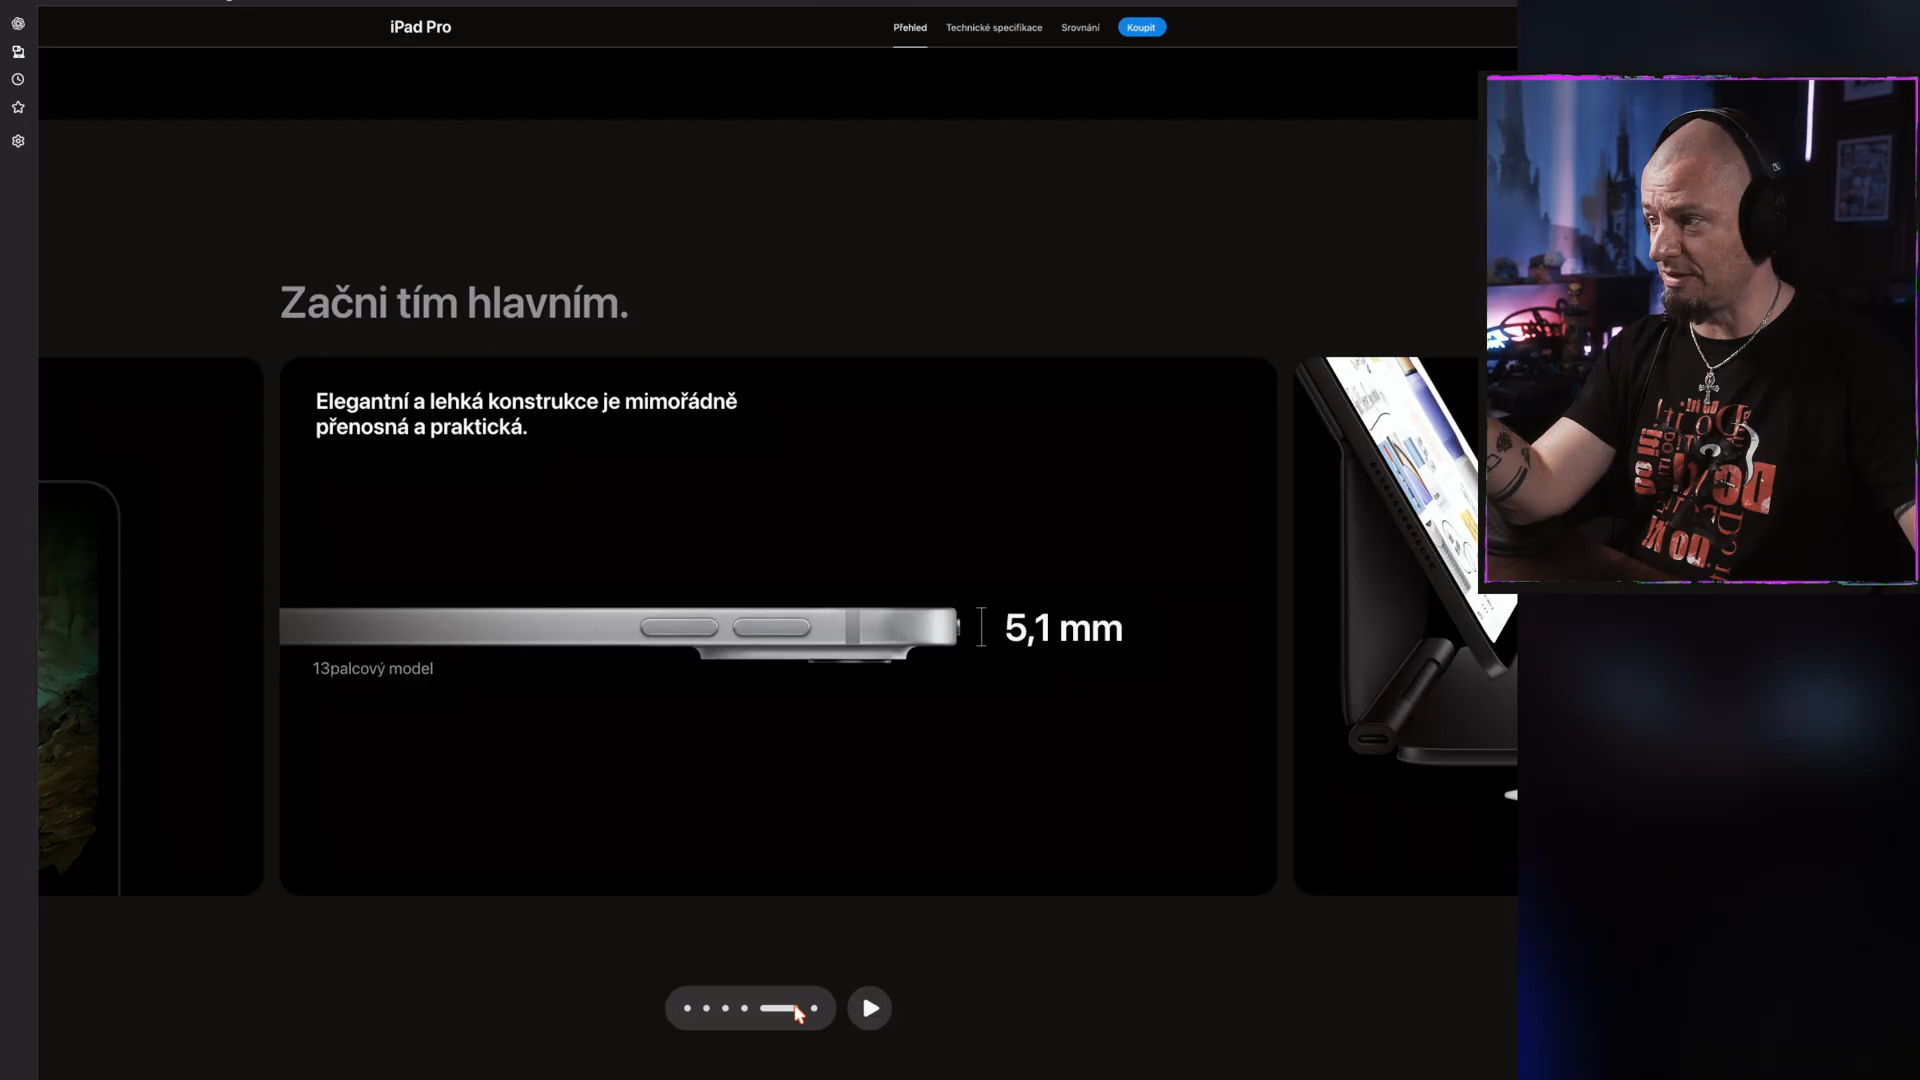 iPad Pro
Přehled
Technické specifikace
Srovnání
Koupit
Začni tím hlavním.
Elegantní a lehká konstrukce je mimořádně
přenosná a praktická.
5,1 mm
13palcový model